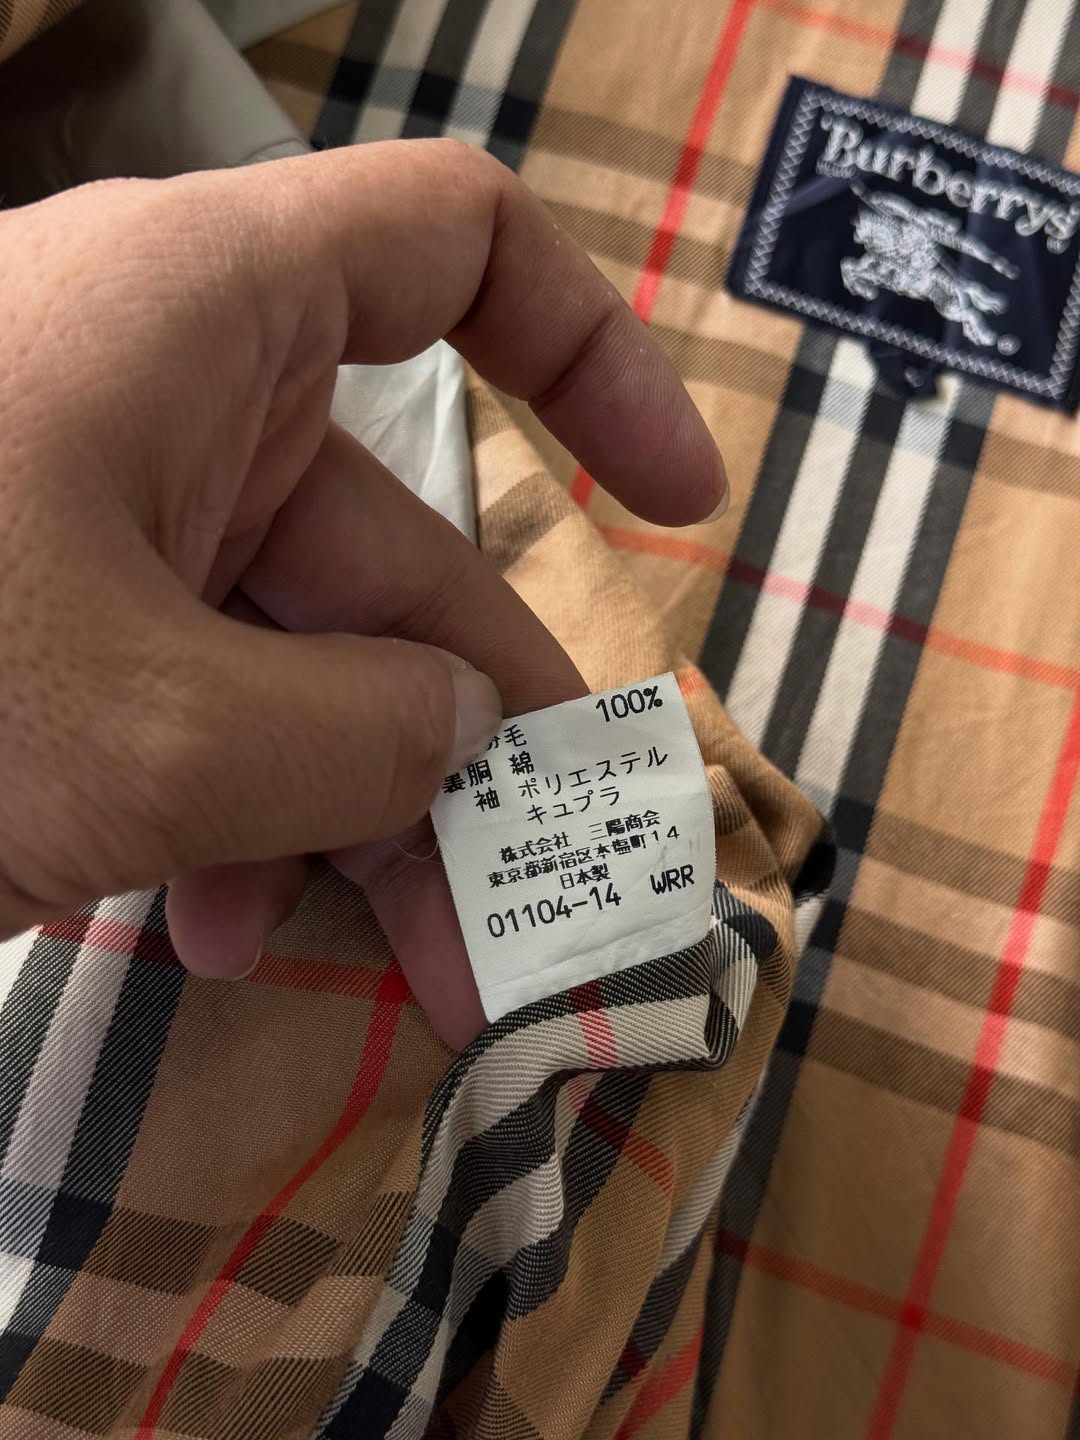 Burberrys
100%
毛
裏胴 綿
袖 ポリエステル
キュプラ
株式会社 三陽商会
東京都新宿区本塩町14
日本製
01104-14 WRR